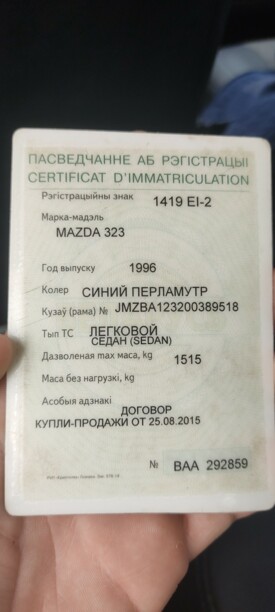 ПАСВЕДЧАННЕ АБ РЭГІСТРАЦЫІ
CERTIFICAT D'IMMATRICULATION
Рэгістрацыйны знак 1419 EI-2
Марка-мадэль
MAZDA 323
Год выпуску 1996
Колер СИНИЙ ПЕРЛАМУТР
Кузаў (рама) № JMZBA123200389518
Тып ТС ЛЕГКОВОЙ
СЕДАН (SEDAN)
Дазволеная max маса, kg 1515
Маса без нагрузкі, kg
Асобыя адзнакі
ДОГОВОР
КУПЛИ-ПРОДАЖИ ОТ 25.08.2015
№ ВАА 292859